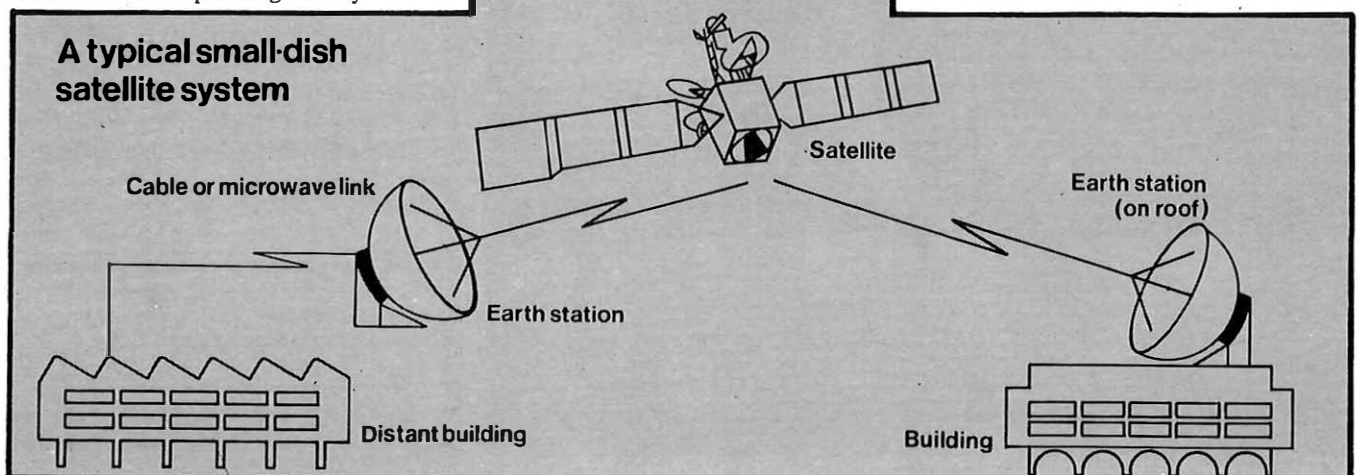 A typical small-dish
satellite system
Satellite
Cable or microwave link
Earth station
(on roof)
Earth station
Distant building
Building